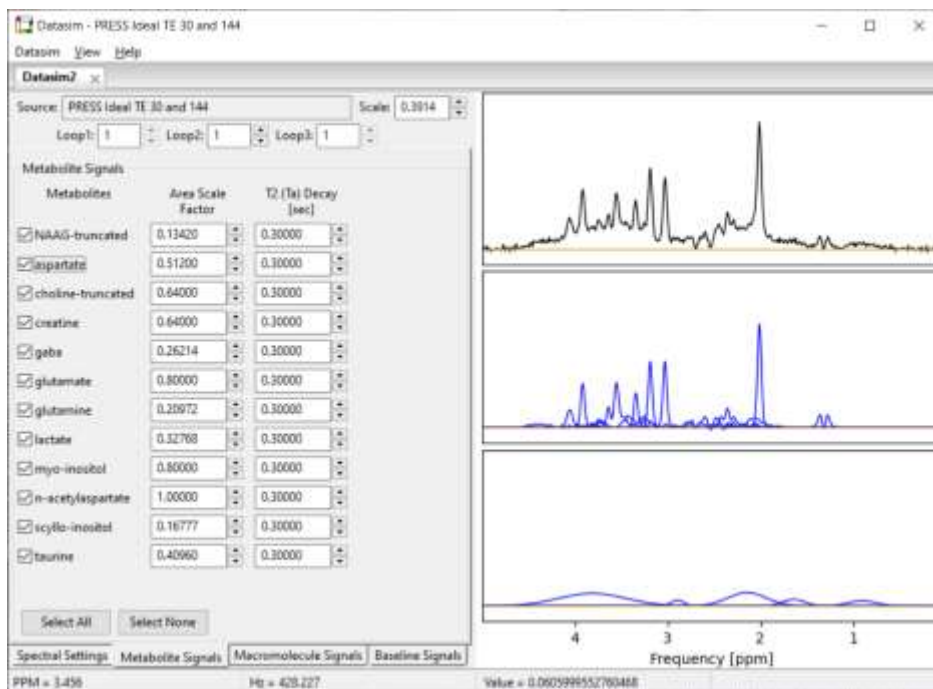 Datasim - PRESS Ideal TE 30 and 144
Datasim View Help
Datasim2 ×
Source: PRESS Ideal TE 30 and 144 Scale: 0.3914
Loop1: 1 Loop2: 1 Loop3: 1
Metabolite Signals
Metabolites Area Scale Factor T2 (Ta) Decay [sec]
NAAG-truncated 0.13420 0.30000
aspartate 0.51200 0.30000
choline-truncated 0.64000 0.30000
creatine 0.64000 0.30000
gaba 0.26214 0.30000
glutamate 0.80000 0.30000
glutamine 0.20972 0.30000
lactate 0.32768 0.30000
myo-inositol 0.80000 0.30000
n-acetylaspartate 1.00000 0.30000
scyllo-inositol 0.16777 0.30000
taurine 0.40960 0.30000
Select All Select None
Spectral Settings Metabolite Signals Macromolecule Signals Baseline Signals
4 3 2 1
Frequency [ppm]
PPM = 3.456 Hz = 428.227 Value = 0.0605999552760468